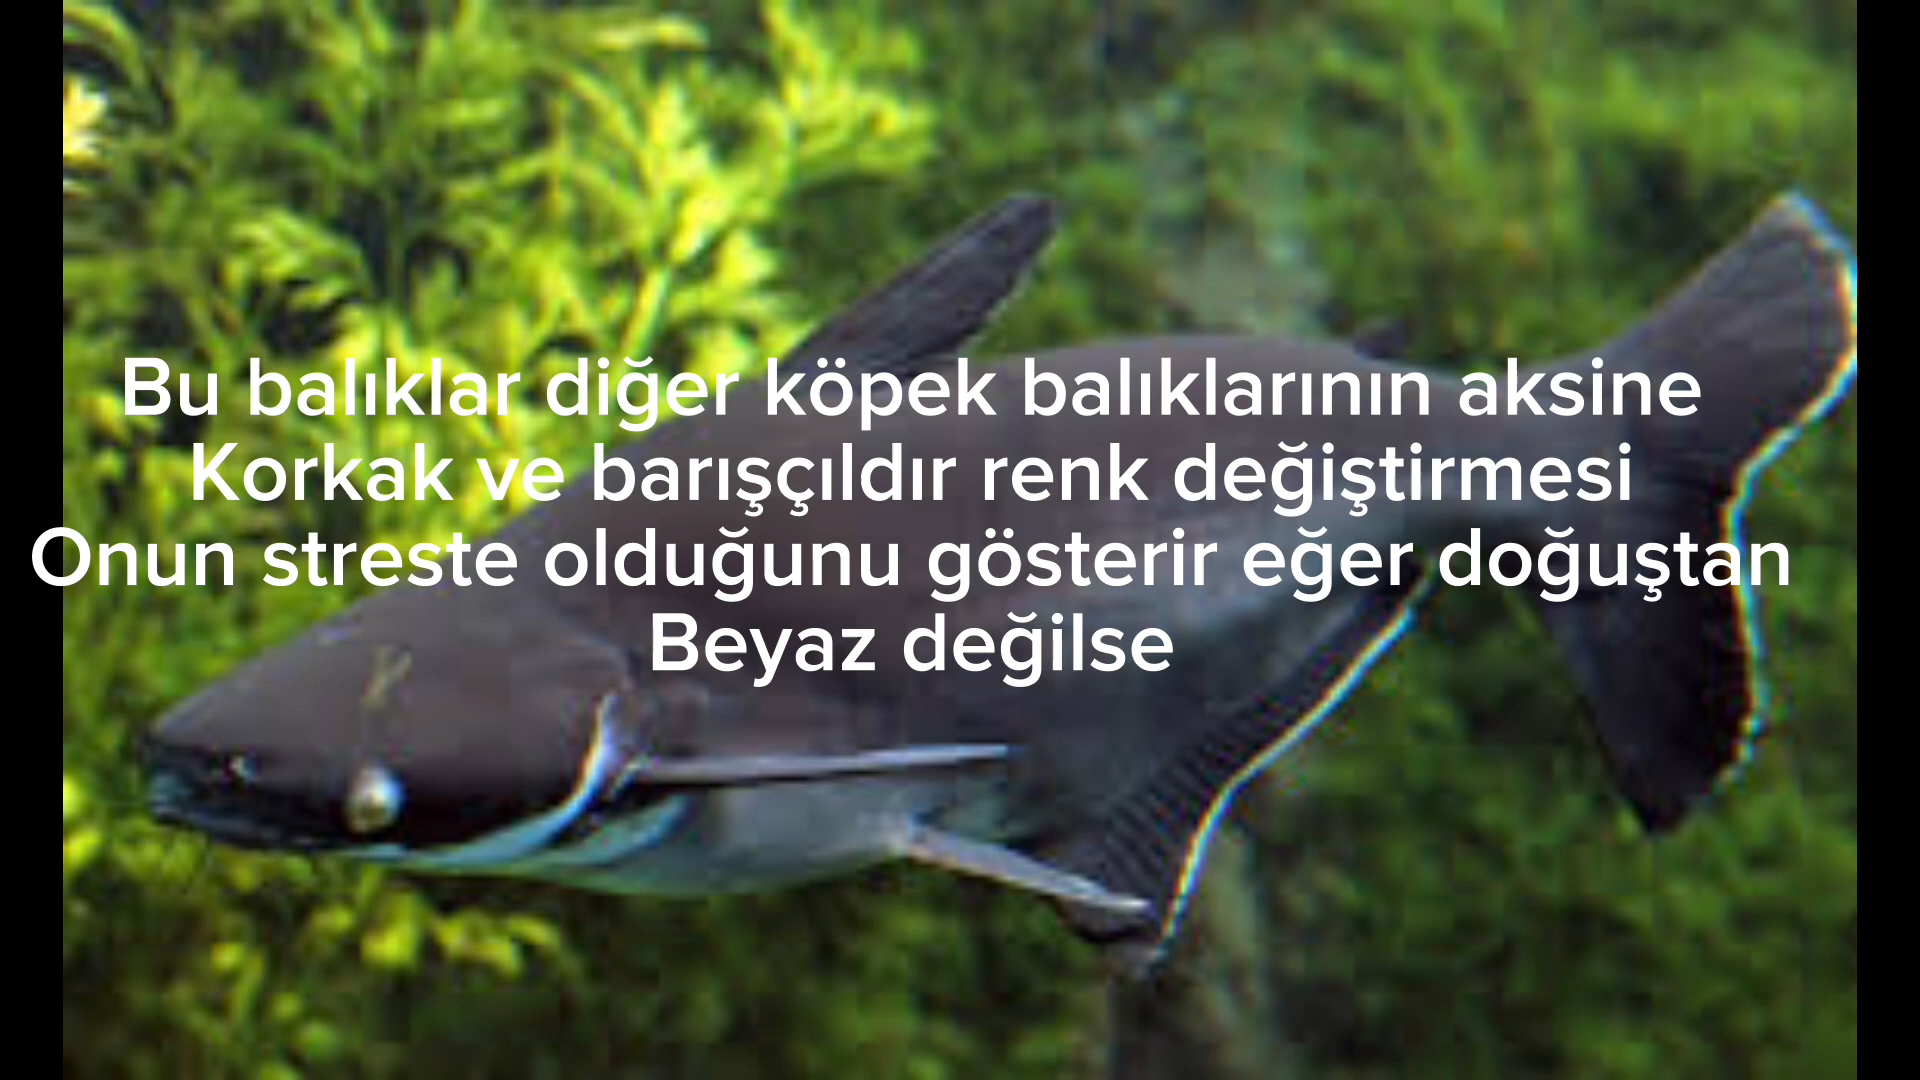 Bu balıklar diğer köpek balıklarının aksine
Korkak ve barışçıldır renk değiştirmesi
Onun streste olduğunu gösterir eğer doğuştan
Beyaz değilse